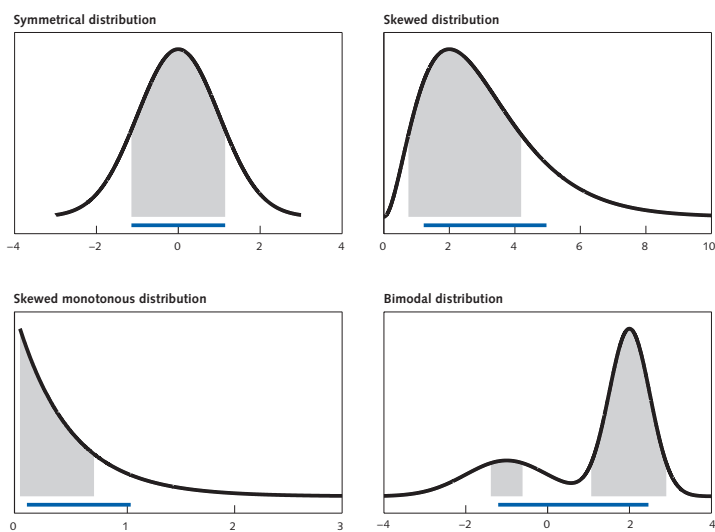 Symmetrical distribution
Skewed distribution
−4 −2 0 2 4
0 2 4 6 8 10
Skewed monotonous distribution
Bimodal distribution
0 1 2 3
−4 −2 0 2 4